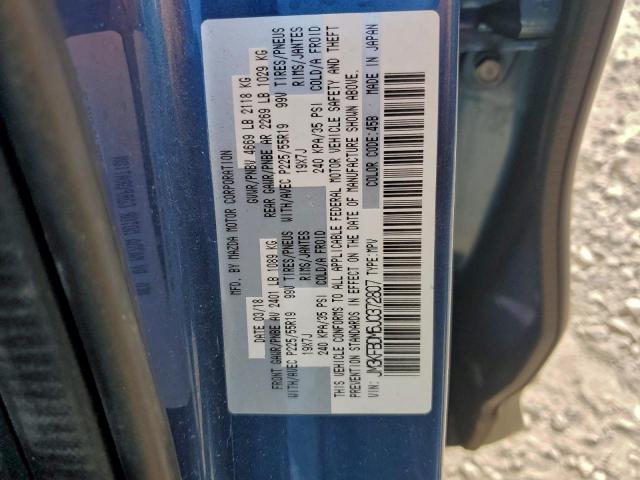 MFD. BY MAZDA MOTOR CORPORATION
DATE 03/18 GVWR/PNBV 4669 LB 2118 KG
FRONT GAWR/PNBE AV 2401 LB 1089 KG REAR GAWR/PNBE AR 2269 LB 1029 KG
WITH/AVEC P225/55R19 99V TIRES/PNEUS WITH/AVEC P225/55R19 99V TIRES/PNEUS
19X7J RIMS/JANTES 19X7J RIMS/JANTES
240 KPA/35 PSI COLD/A FROID 240 KPA/35 PSI COLD/A FROID
THIS VEHICLE CONFORMS TO ALL APPLICABLE FEDERAL MOTOR VEHICLE SAFETY AND THEFT
PREVENTION STANDARDS IN EFFECT ON THE DATE OF MANUFACTURE SHOWN ABOVE.
VIN: JM3KFBDM5J0372807 TYPE:MPV COLOR CODE:45B MADE IN JAPAN